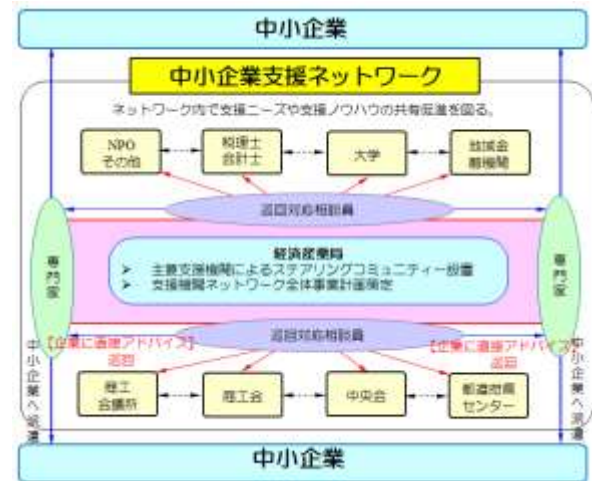 中小企業
中小企業支援ネットワーク
ネットワーク内で支援ニーズや支援ノウハウの共有促進を図る。
NPO
その他
税理士
会計士
大学
地域金
融機関
巡回対応相談員
専門家
経済産業局
➤ 主要支援機関によるステアリングコミュニティー設置
➤ 支援機関ネットワーク全体事業計画策定
専門家
巡回対応相談員
【企業に直接アドバイス】
巡回
【企業に直接アドバイス】
巡回
商工
会議所
商工会
中央会
都道府県
センター
中小企業へ派遣
中小企業へ派遣
中小企業